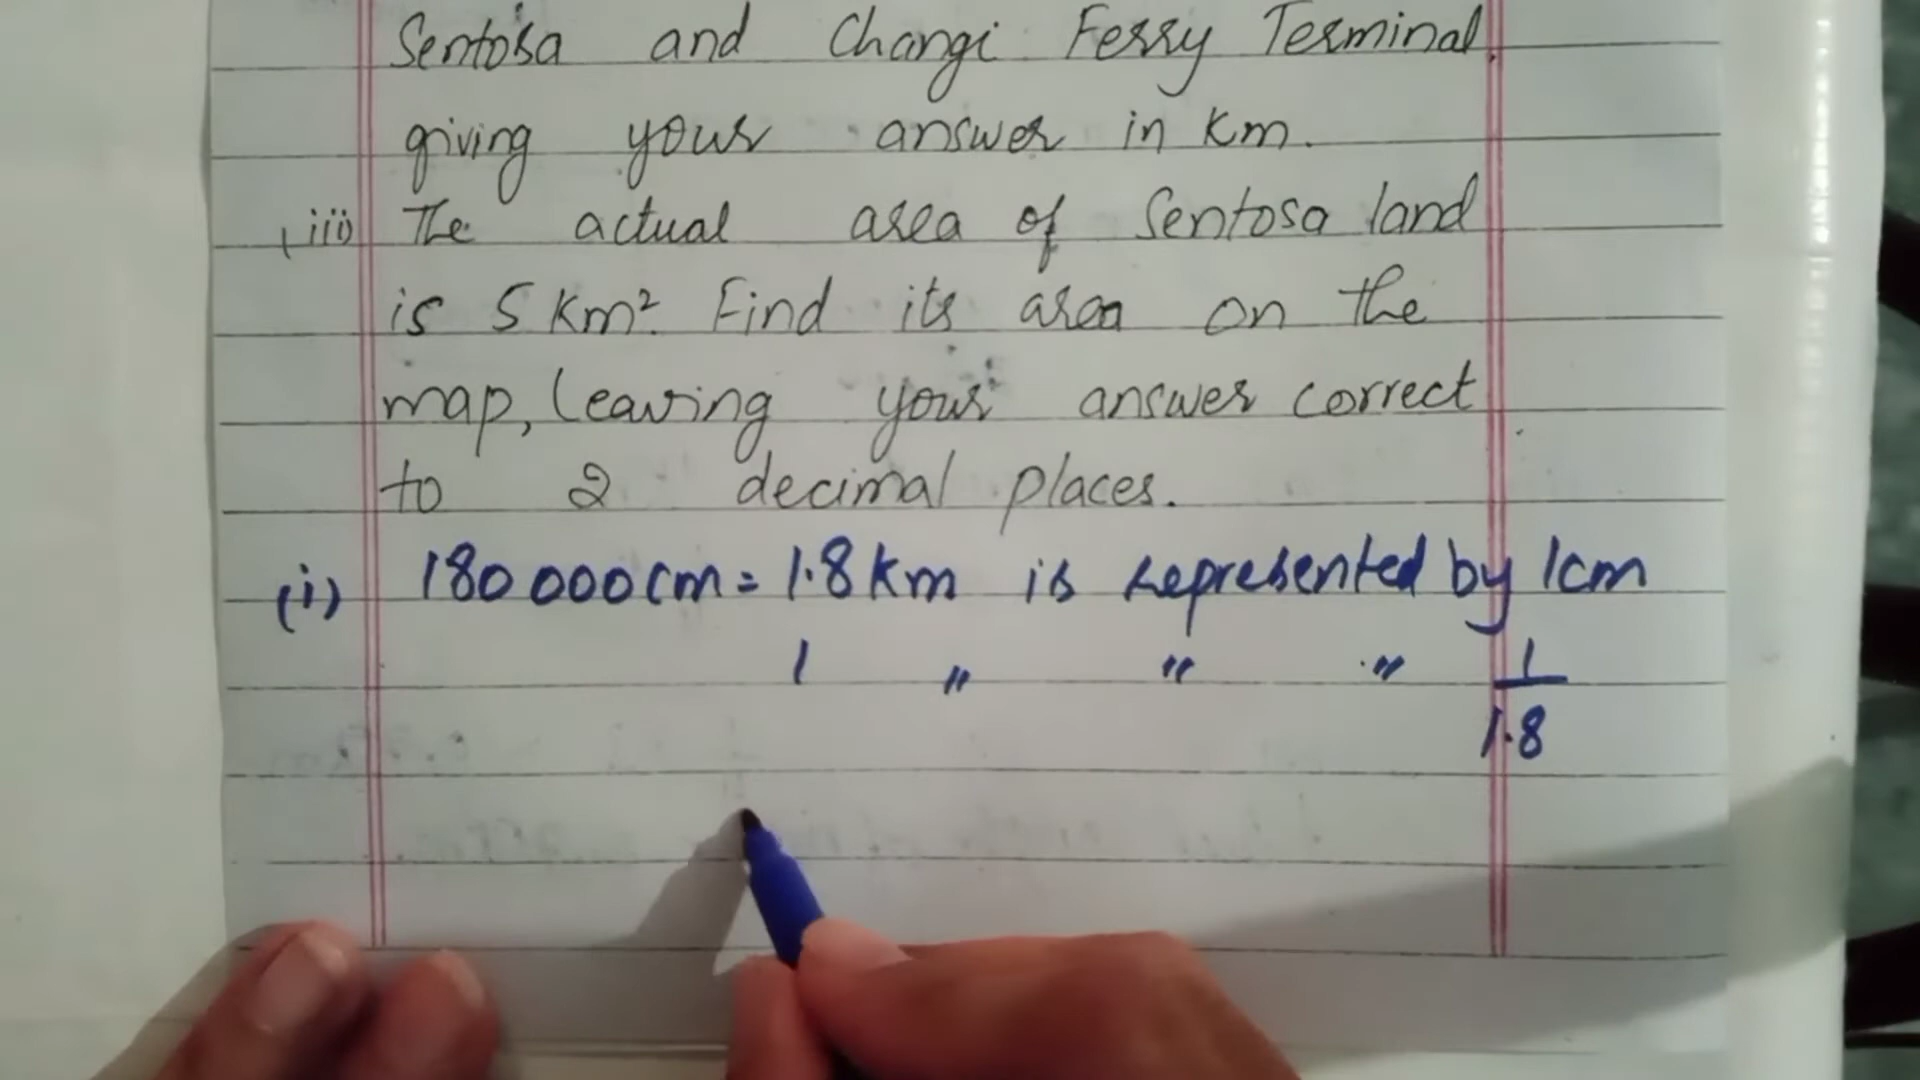 Sentosa and Changi Ferry Terminal,
giving your answer in Km.
(iii) The actual area of Sentosa land
is 5 Km². Find its area on the
map, leaving your answer correct
to 2 decimal places.
(i) 180 000 cm = 1.8 km is represented by 1cm
1 " " " 1/1.8